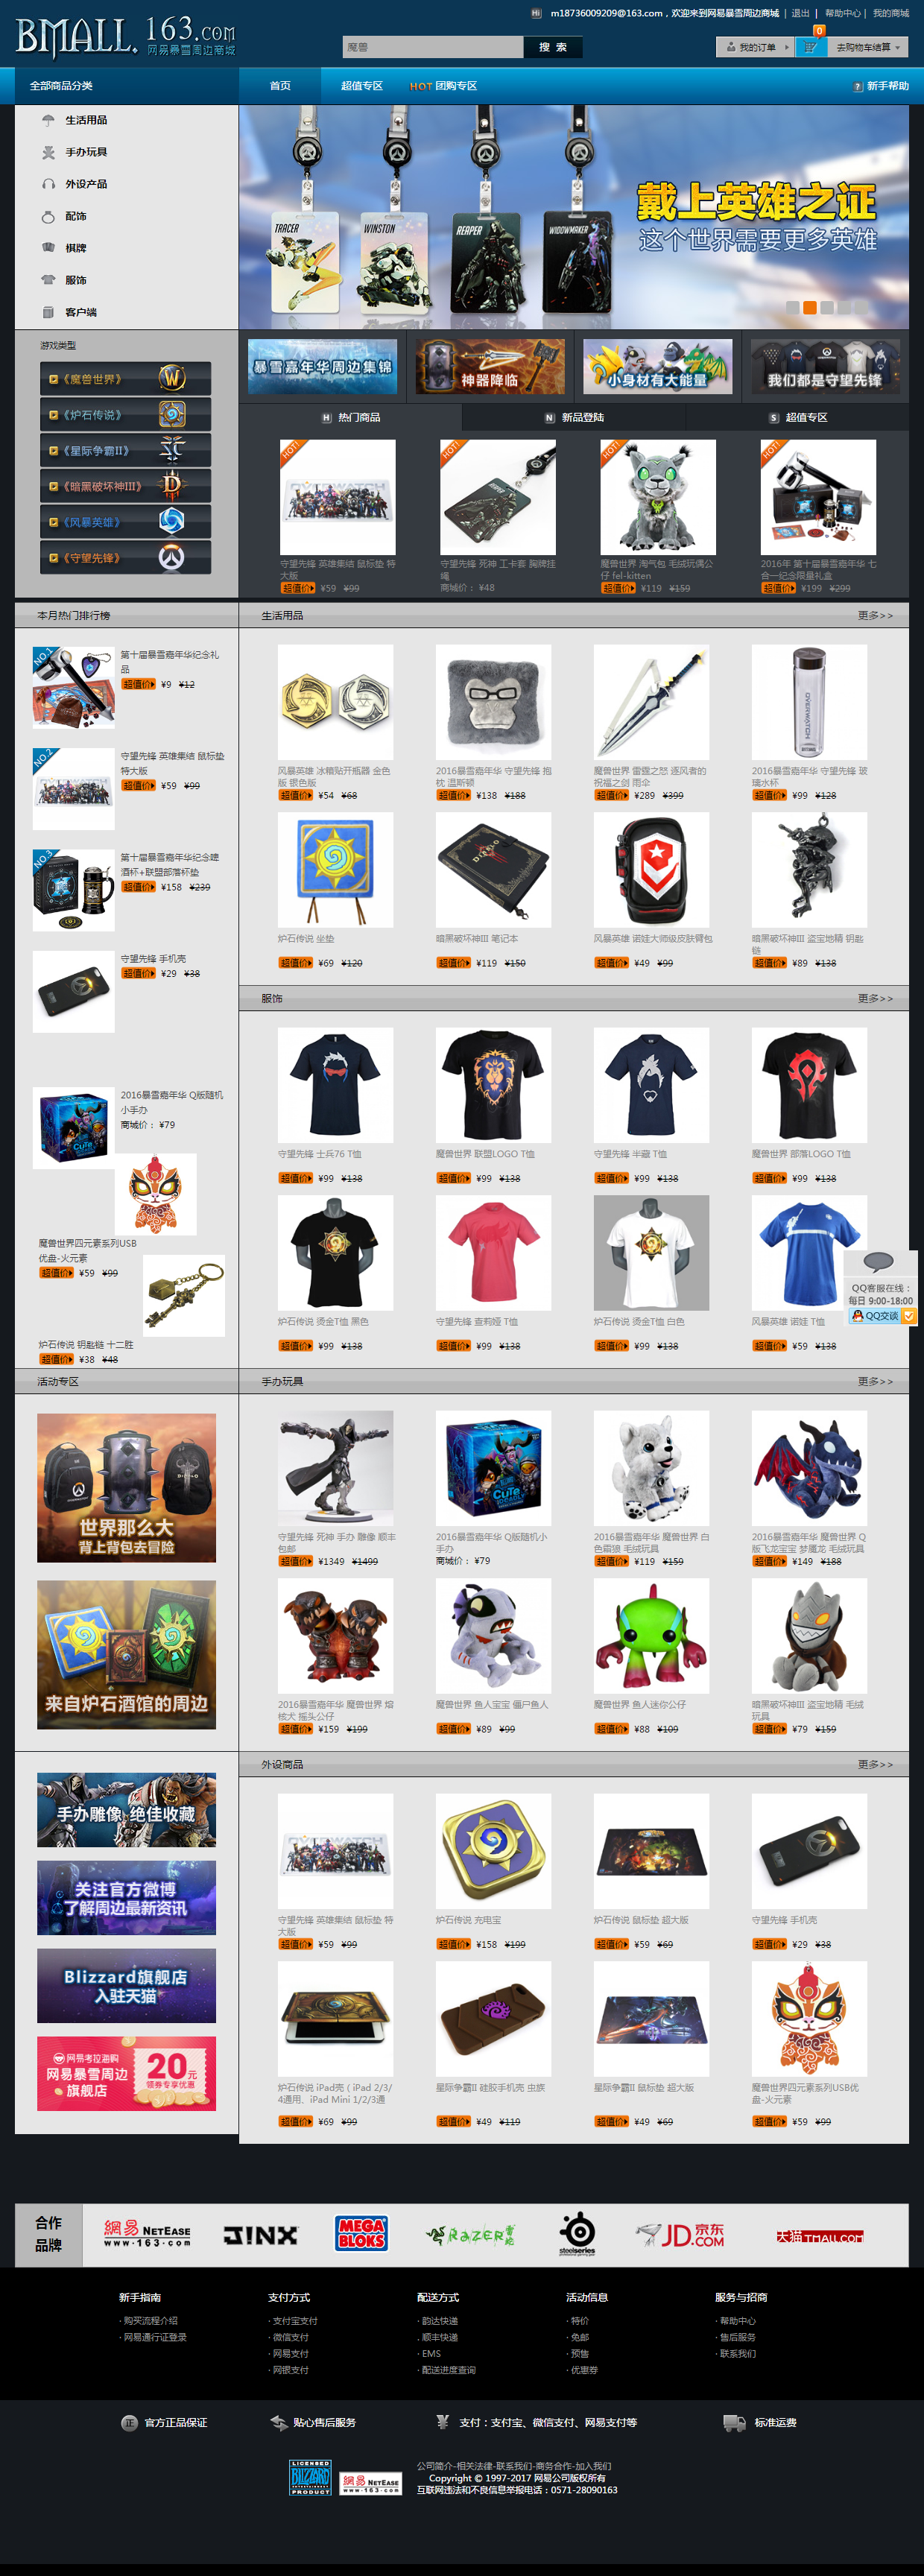 Hi m18736009209@163.com，欢迎来到网易暴雪周边商城 | 退出 | 帮助中心 | 我的商城
BMALL.163.com
网易暴雪周边商城
魔兽
搜 索
我的订单
0
去购物车结算
全部商品分类
首页
超值专区
HOT 团购专区
? 新手帮助
生活用品
手办玩具
外设产品
配饰
棋牌
服饰
客户端
TRACER
WINSTON
REAPER
WIDOWMAKER
戴上英雄之证
这个世界需要更多英雄
游戏类型
《魔兽世界》
《炉石传说》
《星际争霸II》
《暗黑破坏神III》
《风暴英雄》
《守望先锋》
暴雪嘉年华周边集锦
神器降临
小身材有大能量
我们都是守望先锋
H 热门商品
N 新品登陆
S 超值专区
HOT!
HOT!
HOT!
HOT!
守望先锋 英雄集结 鼠标垫 特
大版
超值价 ¥59 ¥99
守望先锋 死神 工卡套 胸牌挂
绳
商城价： ¥48
魔兽世界 淘气包 毛绒玩偶公
仔 fel-kitten
超值价 ¥119 ¥159
2016年 第十届暴雪嘉年华 七
合一纪念限量礼盒
超值价 ¥199 ¥299
本月热门排行榜
NO.1
第十届暴雪嘉年华纪念礼
品
超值价 ¥9 ¥12
NO.2
守望先锋 英雄集结 鼠标垫
特大版
超值价 ¥59 ¥99
NO.3
第十届暴雪嘉年华纪念啤
酒杯+联盟部落杯垫
超值价 ¥158 ¥239
守望先锋 手机壳
超值价 ¥29 ¥38
2016暴雪嘉年华 Q版随机
小手办
商城价： ¥79
魔兽世界四元素系列USB
优盘-火元素
超值价 ¥59 ¥99
炉石传说 钥匙链 十二胜
超值价 ¥38 ¥48
生活用品
更多>>
风暴英雄 冰箱贴开瓶器 金色
版 银色版
超值价 ¥54 ¥68
2016暴雪嘉年华 守望先锋 抱
枕 温斯顿
超值价 ¥138 ¥188
魔兽世界 雷霆之怒 逐风者的
祝福之剑 雨伞
超值价 ¥289 ¥399
OVERWATCH
2016暴雪嘉年华 守望先锋 玻
璃水杯
超值价 ¥99 ¥128
炉石传说 坐垫
超值价 ¥69 ¥120
DIABLO
暗黑破坏神III 笔记本
超值价 ¥119 ¥150
风暴英雄 诺娃大师级皮肤臂包
超值价 ¥49 ¥99
暗黑破坏神III 盗宝地精 钥匙
链
超值价 ¥89 ¥138
服饰
更多>>
守望先锋 士兵76 T恤
超值价 ¥99 ¥138
魔兽世界 联盟LOGO T恤
超值价 ¥99 ¥138
守望先锋 半藏 T恤
超值价 ¥99 ¥138
魔兽世界 部落LOGO T恤
超值价 ¥99 ¥138
炉石传说 烫金T恤 黑色
超值价 ¥99 ¥138
守望先锋 查莉娅 T恤
超值价 ¥99 ¥138
炉石传说 烫金T恤 白色
超值价 ¥99 ¥138
风暴英雄 诺娃 T恤
超值价 ¥59 ¥138
QQ客服在线：
每日 9:00-18:00
QQ交谈
活动专区
世界那么大
背上背包去冒险
来自炉石酒馆的周边
手办玩具
更多>>
守望先锋 死神 手办 雕像 顺丰
包邮
超值价 ¥1349 ¥1499
2016暴雪嘉年华 Q版随机小
手办
商城价： ¥79
2016暴雪嘉年华 魔兽世界 白
色霜狼 毛绒玩具
超值价 ¥119 ¥159
2016暴雪嘉年华 魔兽世界 Q
版飞龙宝宝 梦魇龙 毛绒玩具
超值价 ¥149 ¥188
2016暴雪嘉年华 魔兽世界 熔
核犬 摇头公仔
超值价 ¥159 ¥199
魔兽世界 鱼人宝宝 僵尸鱼人
超值价 ¥89 ¥99
魔兽世界 鱼人迷你公仔
超值价 ¥88 ¥109
暗黑破坏神III 盗宝地精 毛绒
玩具
超值价 ¥79 ¥159
手办雕像 绝佳收藏
关注官方微博
了解周边最新资讯
Blizzard旗舰店
入驻天猫
网易考拉海购
网易暴雪周边
旗舰店
20元
领券专享优惠
外设商品
更多>>
守望先锋 英雄集结 鼠标垫 特
大版
超值价 ¥59 ¥99
炉石传说 充电宝
超值价 ¥158 ¥199
炉石传说 鼠标垫 超大版
超值价 ¥59 ¥69
守望先锋 手机壳
超值价 ¥29 ¥38
炉石传说 iPad壳（iPad 2/3/
4通用、iPad Mini 1/2/3通
超值价 ¥69 ¥99
星际争霸II 硅胶手机壳 虫族
超值价 ¥49 ¥119
星际争霸II 鼠标垫 超大版
超值价 ¥49 ¥69
魔兽世界四元素系列USB优
盘-火元素
超值价 ¥59 ¥99
合作
品牌
網易 NETEASE
www.163.com
JINX
MEGA
BLOKS
RAZER 雷蛇
steelseries
JD.COM 京东
天猫 TMALL.COM
新手指南
· 购买流程介绍
· 网易通行证登录
支付方式
· 支付宝支付
· 微信支付
· 网易支付
· 网银支付
配送方式
· 韵达快递
. 顺丰快递
· EMS
· 配送进度查询
活动信息
· 特价
· 免邮
· 预售
· 优惠券
服务与招商
· 帮助中心
· 售后服务
· 联系我们
正 官方正品保证
贴心售后服务
¥ 支付：支付宝、微信支付、网易支付等
标准运费
LICENSED
BLIZZARD
PRODUCT
網易 NETEASE
www.163.com
公司简介-相关法律-联系我们-商务合作-加入我们
Copyright © 1997-2017 网易公司版权所有
互联网违法和不良信息举报电话：0571-28090163